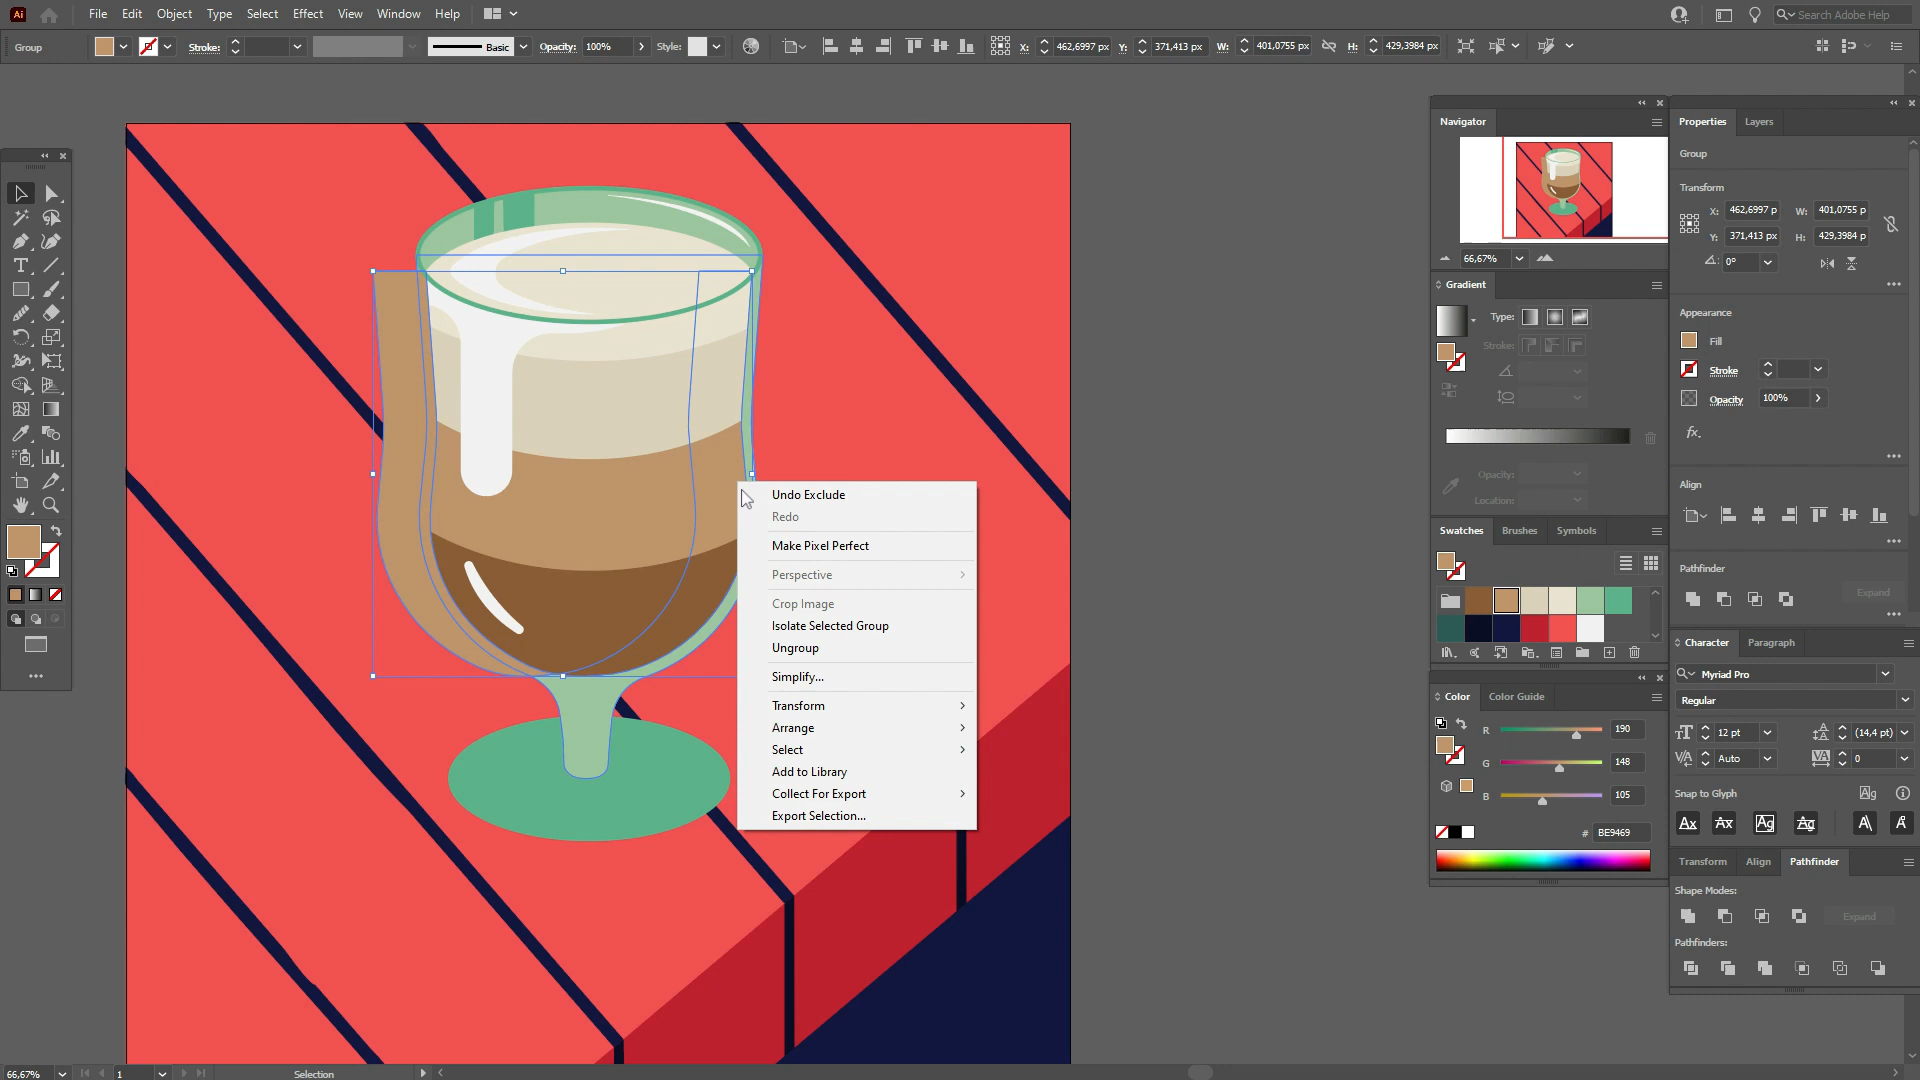 Ai File Edit Object Type Select Effect View Window Help Search Adobe Help
Group Stroke: Basic Opacity: 100% Style: X: 462,6997 px Y: 371,413 px W: 401,0755 px H: 429,3984 px
Navigator
66,67%
Gradient
Type:
Stroke:
Opacity:
Location:
Swatches Brushes Symbols
Color Color Guide
R 190
G 148
B 105
# BE9469
Properties Layers
Group
Transform
X: 462,6997 p W: 401,0755 p
Y: 371,413 px H: 429,3984 p
0°
Appearance
Fill
Stroke
Opacity 100%
fx.
Align
Pathfinder
Expand
Character Paragraph
Myriad Pro
Regular
12 pt (14,4 pt)
Auto 0
Snap to Glyph
Transform Align Pathfinder
Shape Modes:
Expand
Pathfinders:
Undo Exclude
Redo
Make Pixel Perfect
Perspective
Crop Image
Isolate Selected Group
Ungroup
Simplify...
Transform
Arrange
Select
Add to Library
Collect For Export
Export Selection...
66,67% 1 Selection